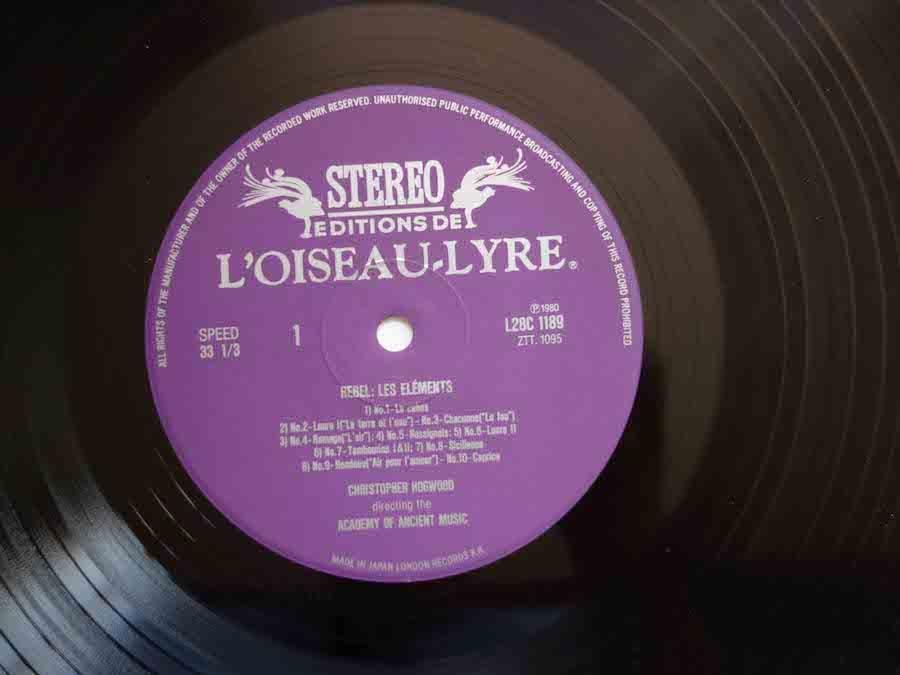 ALL RIGHTS OF THE MANUFACTURER AND OF THE OWNER OF THE RECORDED WORK RESERVED. UNAUTHORISED PUBLIC PERFORMANCE BROADCASTING AND COPYING OF THIS RECORD PROHIBITED.
STEREO
EDITIONS DE
L'OISEAU-LYRE®
SPEED
33 1/3
1
℗1980
L28C 1189
ZTT. 1095
REBEL: LES ELÉMENTS
1) No.1-Le cahos
2) No.2-Loure I("La terre et l'eau")-No.3-Chaconne("Le feu")
3) No.4-Ramage("L'air"); 4) No.5-Rossignols; 5) No.6-Loure II
6) No.7-Tambourins I&II; 7) No.8-Sicillenne
8) No.9-Rondeau("Air pour l'amour")-No.10-Caprice
CHRISTOPHER HOGWOOD
directing the
ACADEMY OF ANCIENT MUSIC
MADE IN JAPAN LONDON RECORDS K.K.